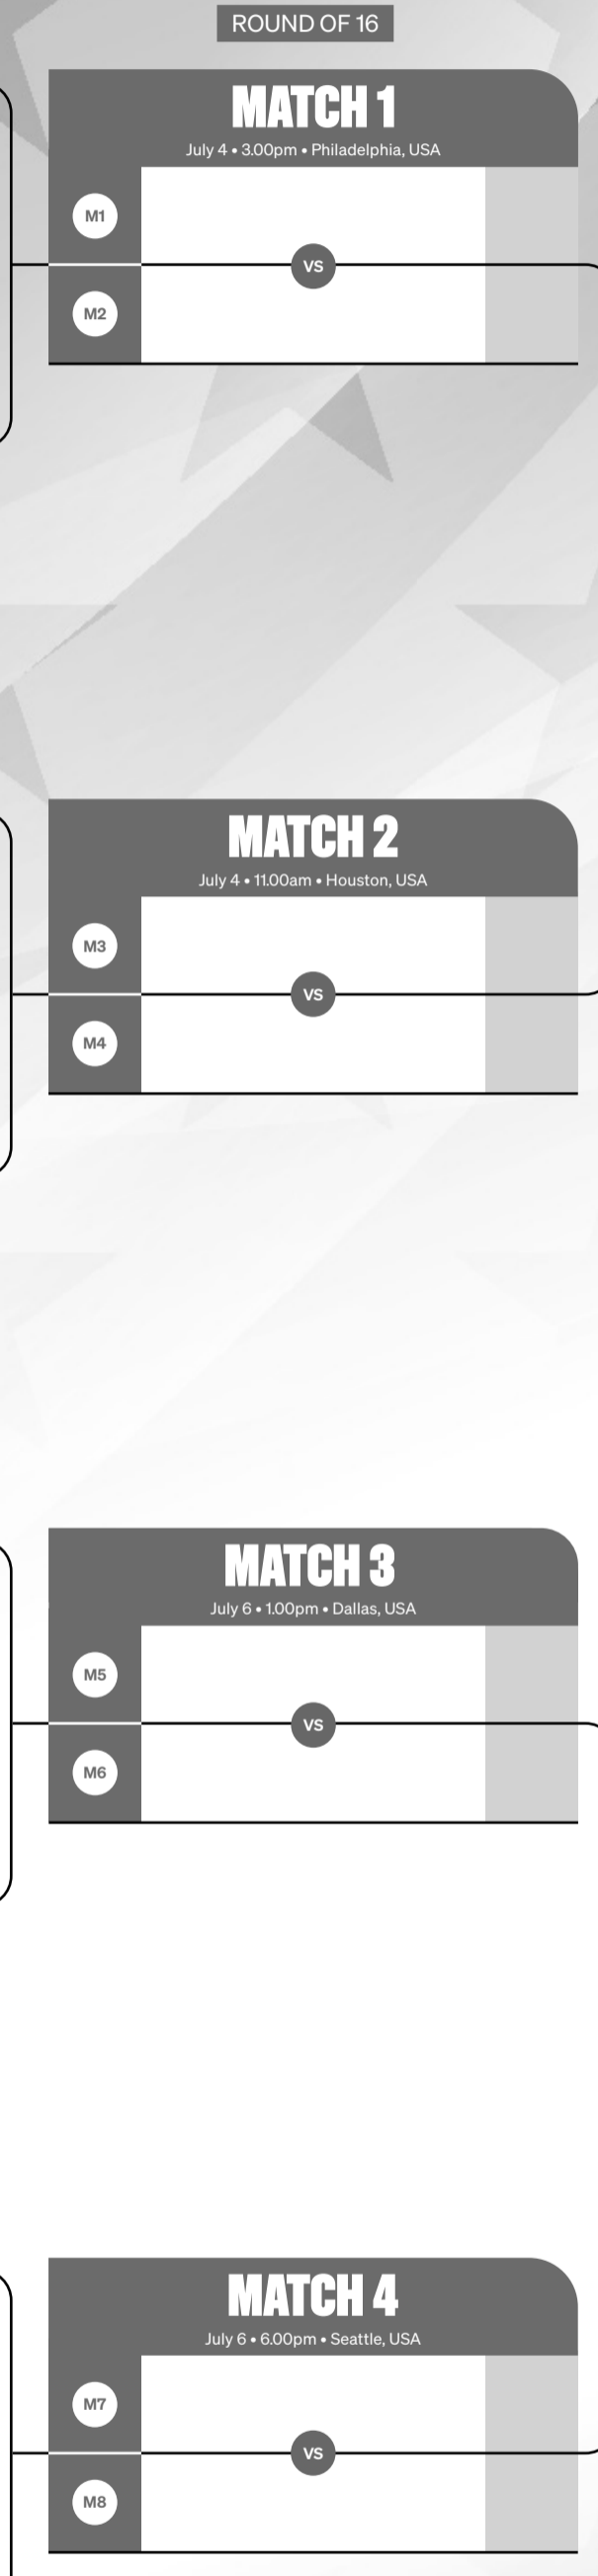 ROUND OF 16
MATCH 1
July 4 • 3.00pm • Philadelphia, USA
M1
VS
M2
MATCH 2
July 4 • 11.00am • Houston, USA
M3
VS
M4
MATCH 3
July 6 • 1.00pm • Dallas, USA
M5
VS
M6
MATCH 4
July 6 • 6.00pm • Seattle, USA
M7
VS
M8